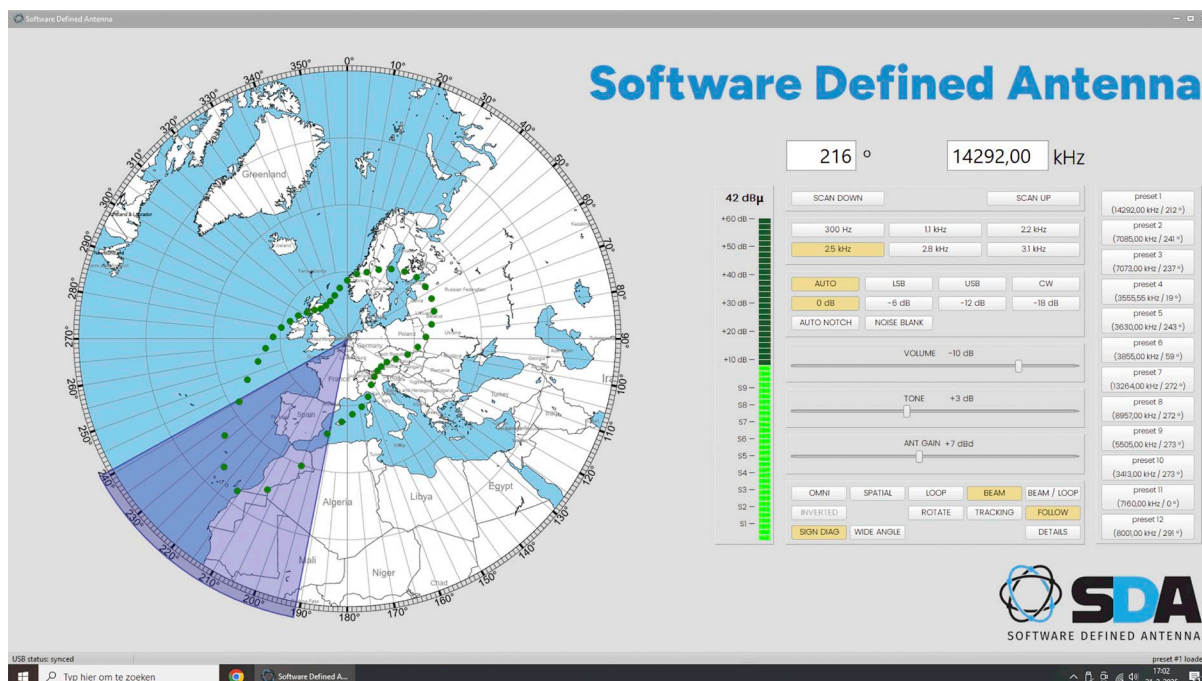 Software Defined Antenna
Software Defined Antenna
216 °
14292,00 kHz
42 dBµ
+60 dB
+50 dB
+40 dB
+30 dB
+20 dB
+10 dB
S9
S8
S7
S6
S5
S4
S3
S2
S1
SCAN DOWN
SCAN UP
300 Hz
1.1 kHz
2.2 kHz
2.5 kHz
2.8 kHz
3.1 kHz
AUTO
LSB
USB
CW
0 dB
-6 dB
-12 dB
-18 dB
AUTO NOTCH
NOISE BLANK
VOLUME -10 dB
TONE +3 dB
ANT GAIN +7 dBd
OMNI
SPATIAL
LOOP
BEAM
BEAM / LOOP
INVERTED
ROTATE
TRACKING
FOLLOW
SIGN DIAG
WIDE ANGLE
DETAILS
preset 1
(14292,00 kHz / 212 °)
preset 2
(7085,00 kHz / 241 °)
preset 3
(7073,00 kHz / 237 °)
preset 4
(3555,55 kHz / 19 °)
preset 5
(3630,00 kHz / 243 °)
preset 6
(3855,00 kHz / 59 °)
preset 7
(13264,00 kHz / 272 °)
preset 8
(8957,00 kHz / 272 °)
preset 9
(5505,00 kHz / 273 °)
preset 10
(3413,00 kHz / 273 °)
preset 11
(7160,00 kHz / 0 °)
preset 12
(8001,00 kHz / 291 °)
0°
10°
20°
30°
40°
50°
60°
70°
80°
90°
100°
110°
120°
130°
140°
150°
160°
170°
180°
190°
200°
210°
220°
240°
250°
260°
270°
280°
290°
300°
310°
320°
330°
340°
350°
Greenland
Iceland
Russian Federation
Poland
Germany
Ukraine
France
Spain
Turkey
Algeria
Libya
Egypt
Mali
Niger
Chad
Romania
Georgia
Belarus
SDA
SOFTWARE DEFINED ANTENNA
USB status: synced
preset #1 loade
Typ hier om te zoeken
Software Defined A...
17:02